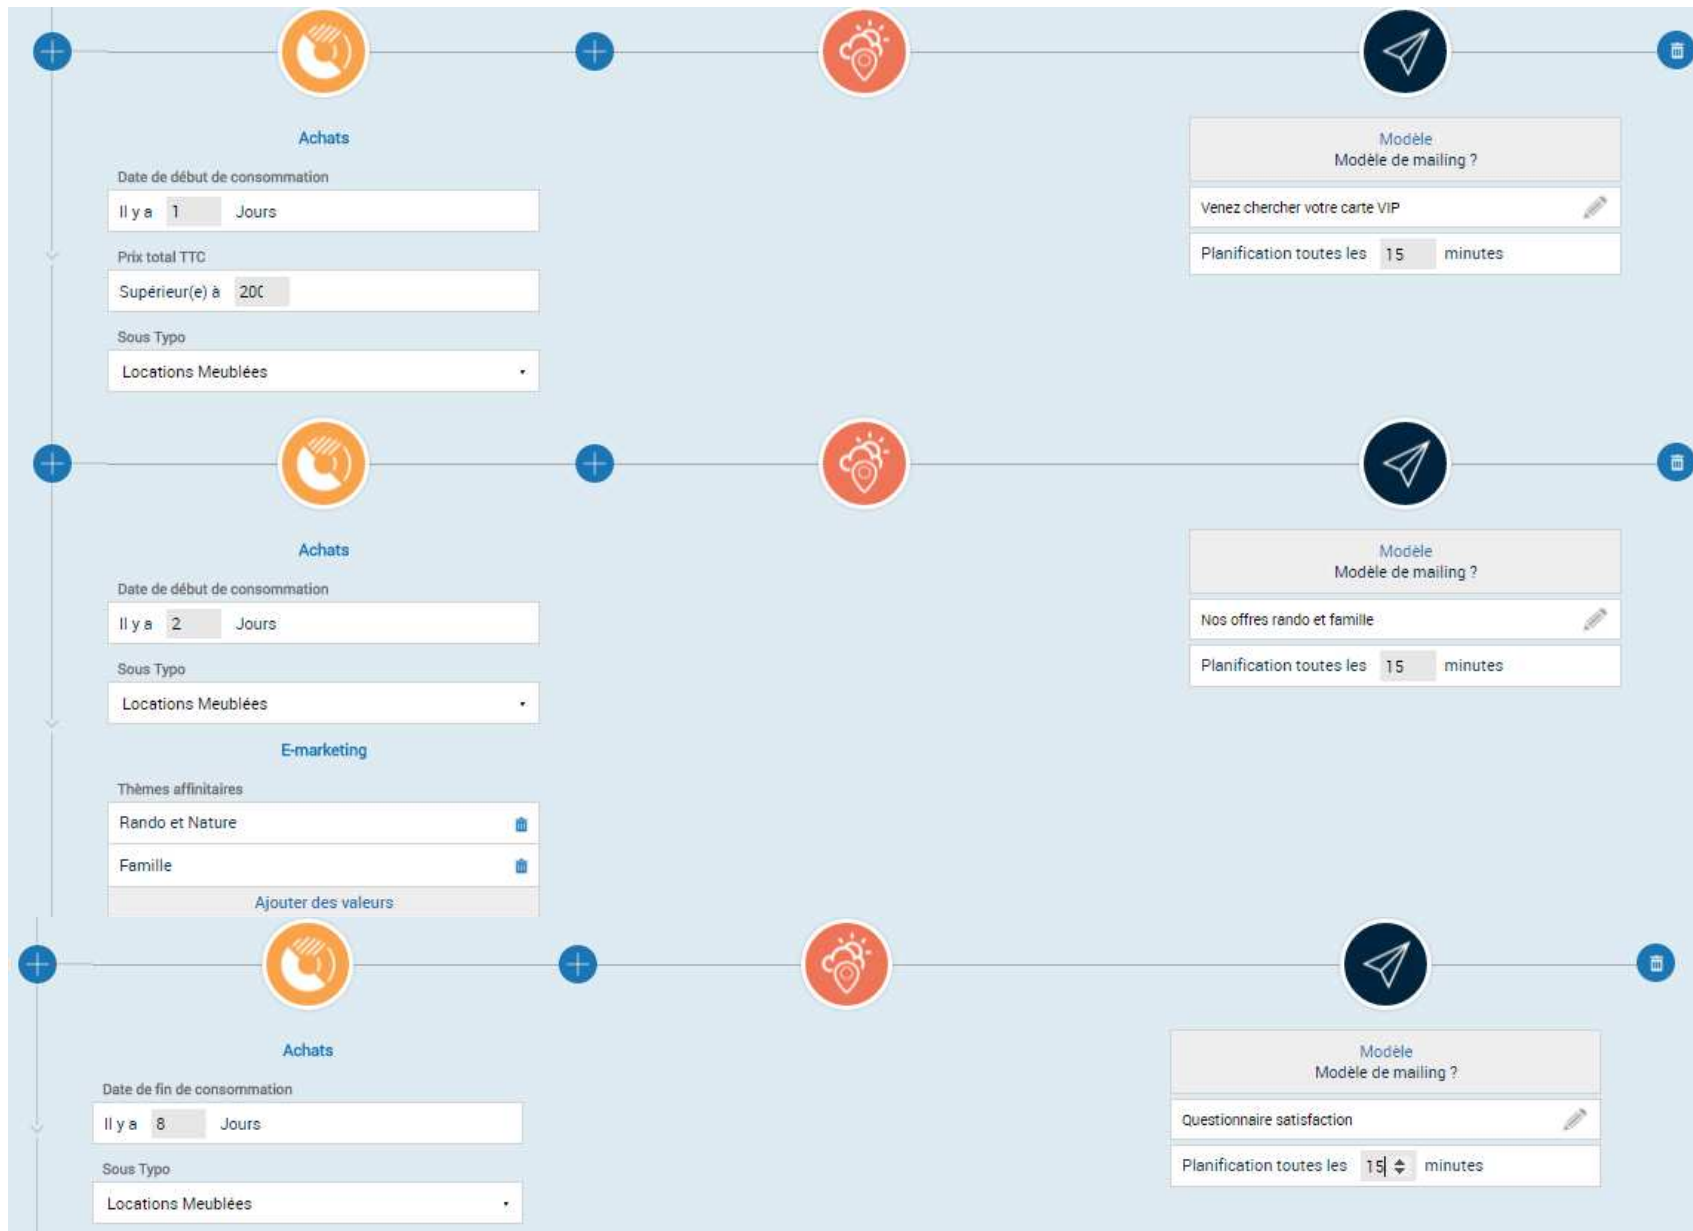 Achats
Date de début de consommation
Il y a 1 Jours
Prix total TTC
Supérieur(e) à 200
Sous Typo
Locations Meublées
Modèle
Modèle de mailing ?
Venez chercher votre carte VIP
Planification toutes les 15 minutes
Achats
Date de début de consommation
Il y a 2 Jours
Sous Typo
Locations Meublées
E-marketing
Thèmes affinitaires
Rando et Nature
Famille
Ajouter des valeurs
Modèle
Modèle de mailing ?
Nos offres rando et famille
Planification toutes les 15 minutes
Achats
Date de fin de consommation
Il y a 8 Jours
Sous Typo
Locations Meublées
Modèle
Modèle de mailing ?
Questionnaire satisfaction
Planification toutes les 15 minutes